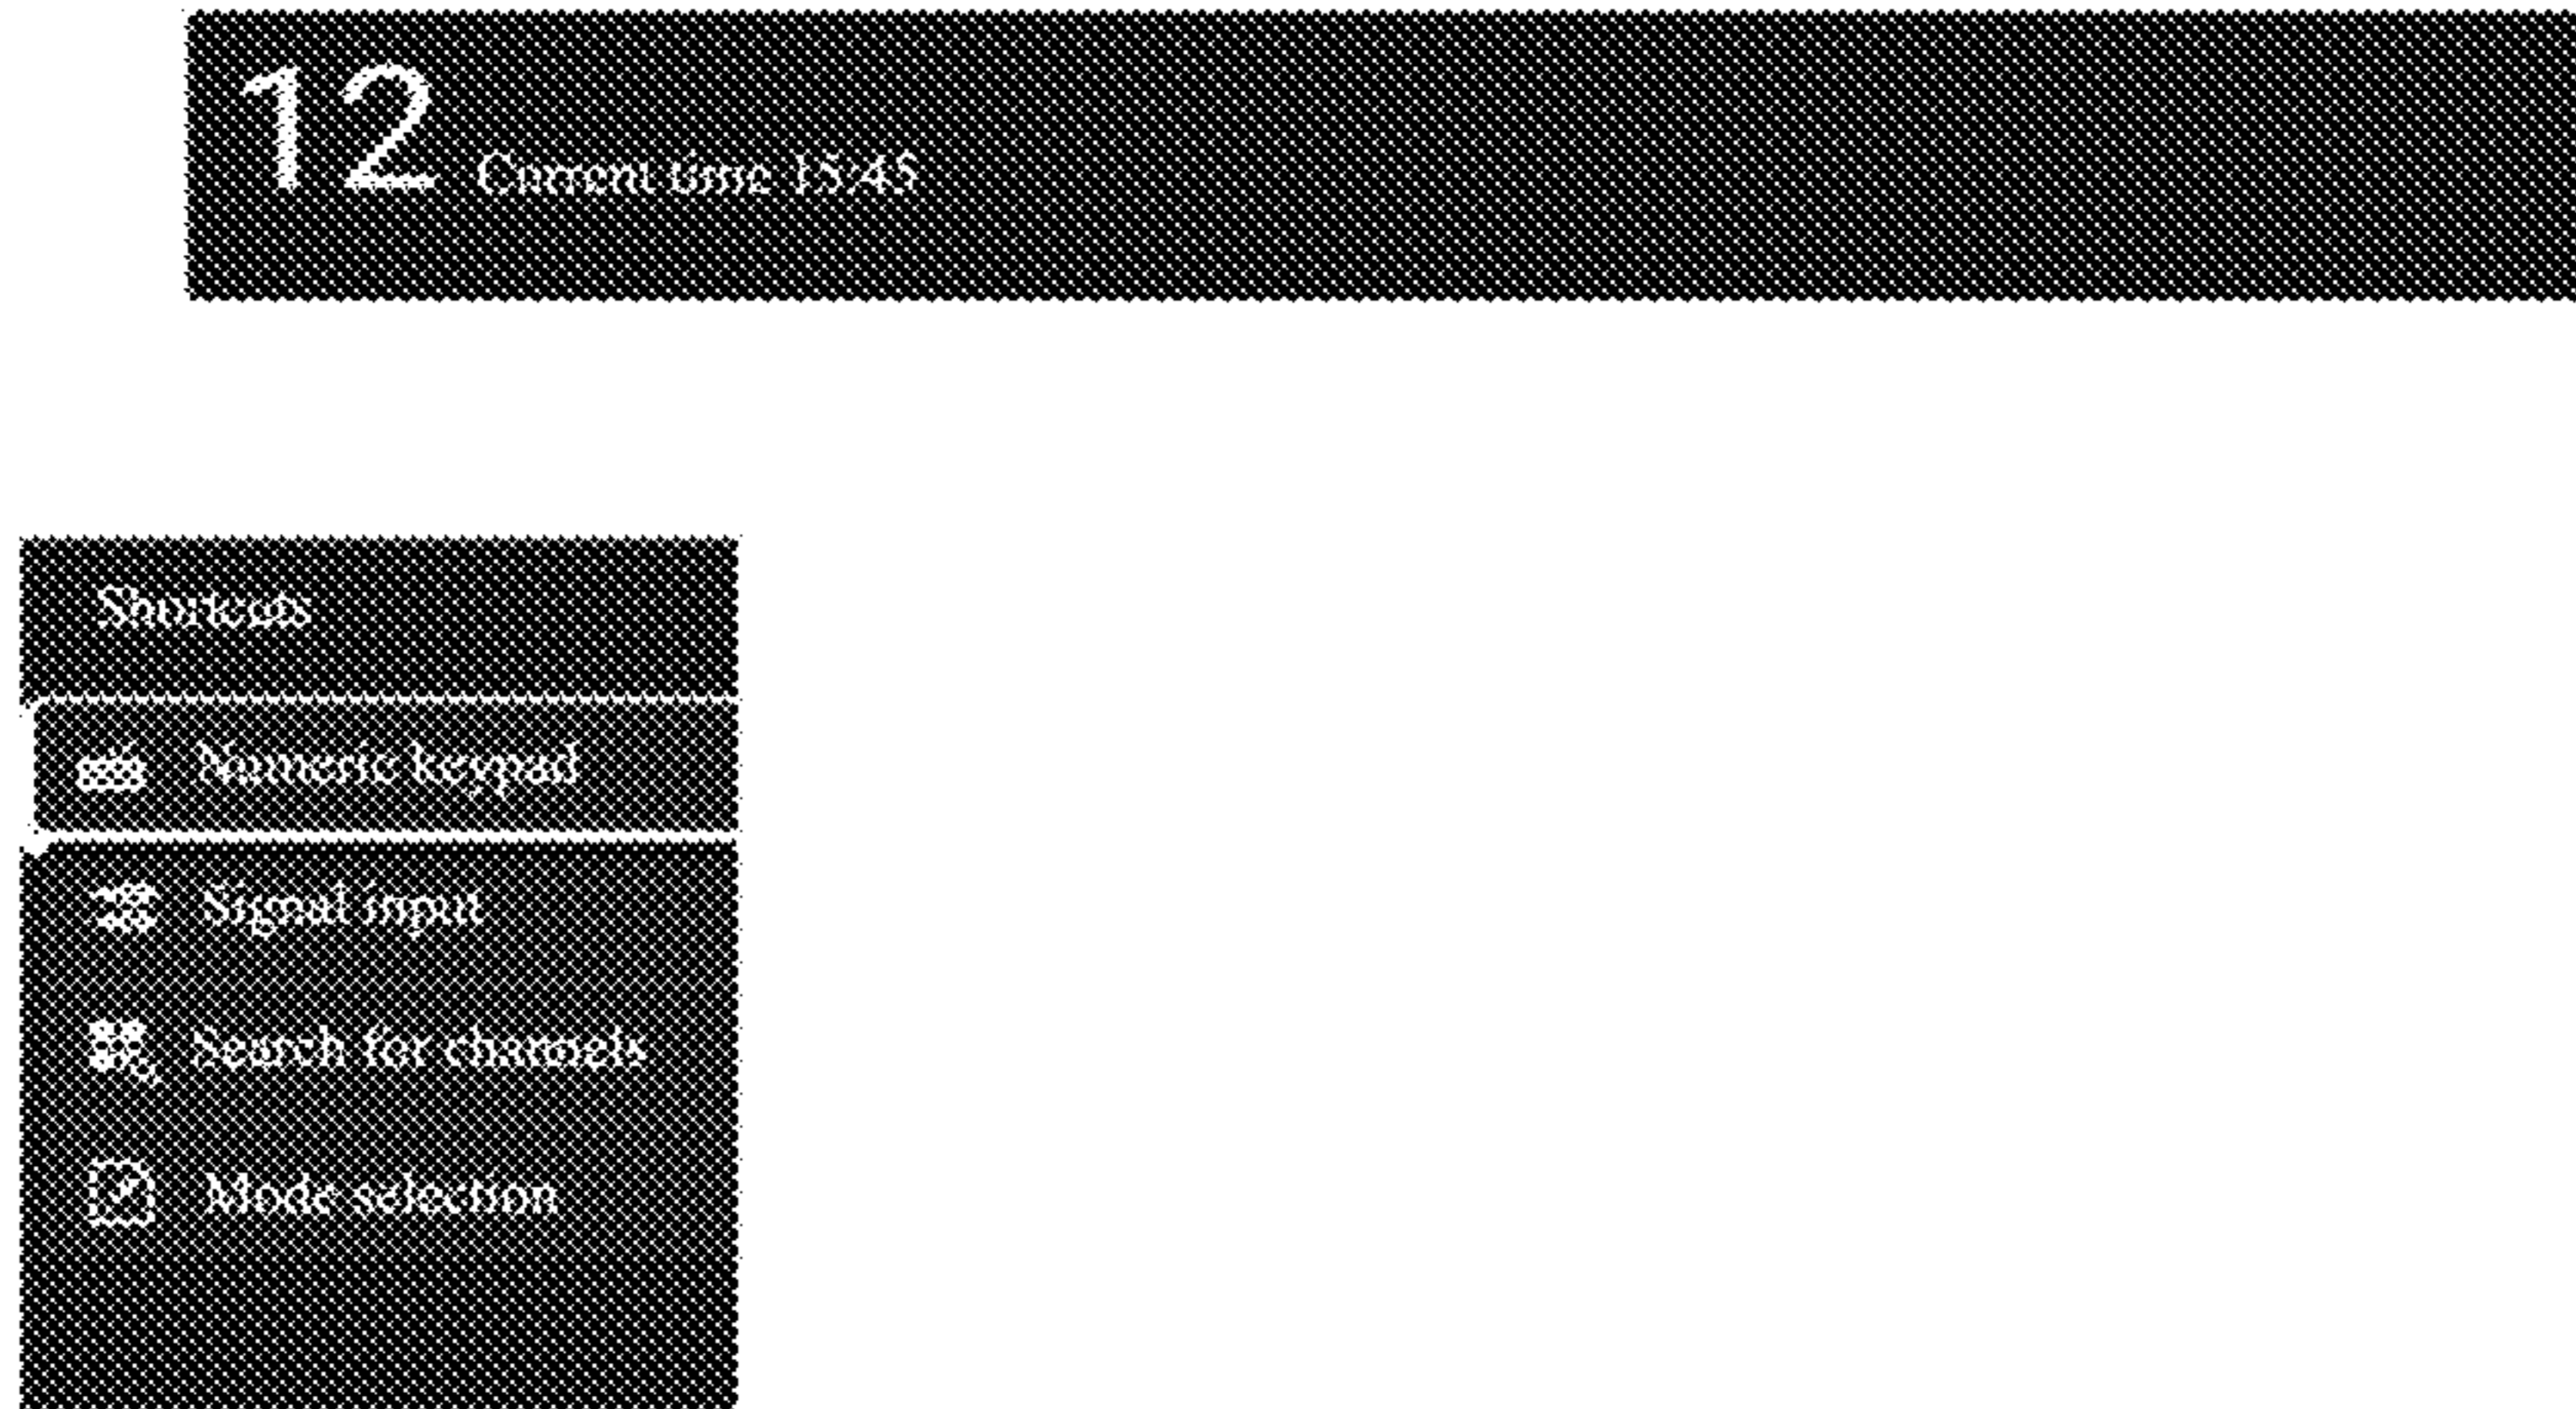 12 Current time 15:45
Shortcuts
Numeric keypad
Signal input
Search for channels
Mode selection